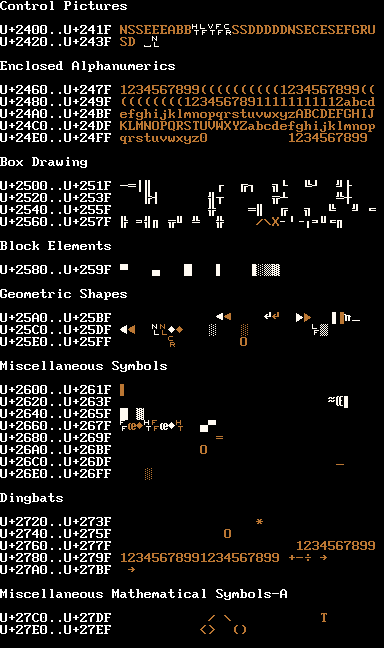 Control Pictures
U+2400..U+241F NSSEEEABB␉␊␋␌␍SSDDDDDNSECESEFGRU
U+2420..U+243F SD ␣␤
Enclosed Alphanumerics
U+2460..U+247F 1234567899((((((((((1234567899((
U+2480..U+249F ((((((((12345678911111111112abcd
U+24A0..U+24BF efghijklmnopqrstuvwxyzABCDEFGHIJ
U+24C0..U+24DF KLMNOPQRSTUVWXYZabcdefghijklmnop
U+24E0..U+24FF qrstuvwxyz0 1234567899
Box Drawing
U+2500..U+251F
U+2520..U+253F
U+2540..U+255F
U+2560..U+257F
Block Elements
U+2580..U+259F
Geometric Shapes
U+25A0..U+25BF
U+25C0..U+25DF
U+25E0..U+25FF O
Miscellaneous Symbols
U+2600..U+261F
U+2620..U+263F
U+2640..U+265F
U+2660..U+267F
U+2680..U+269F =
U+26A0..U+26BF O
U+26C0..U+26DF —
U+26E0..U+26FF
Dingbats
U+2720..U+273F *
U+2740..U+275F O
U+2760..U+277F 1234567899
U+2780..U+279F 12345678991234567899 +−÷ →
U+27A0..U+27BF →
Miscellaneous Mathematical Symbols-A
U+27C0..U+27DF / \ T
U+27E0..U+27EF <> ()